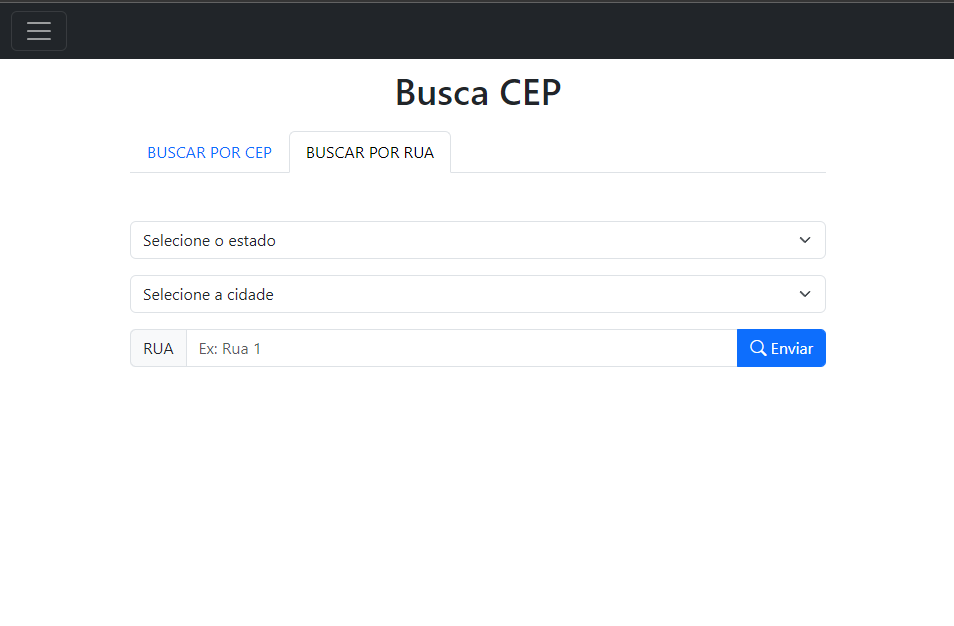 Busca CEP
BUSCAR POR CEP
BUSCAR POR RUA
Selecione o estado
Selecione a cidade
RUA
Ex: Rua 1
Enviar